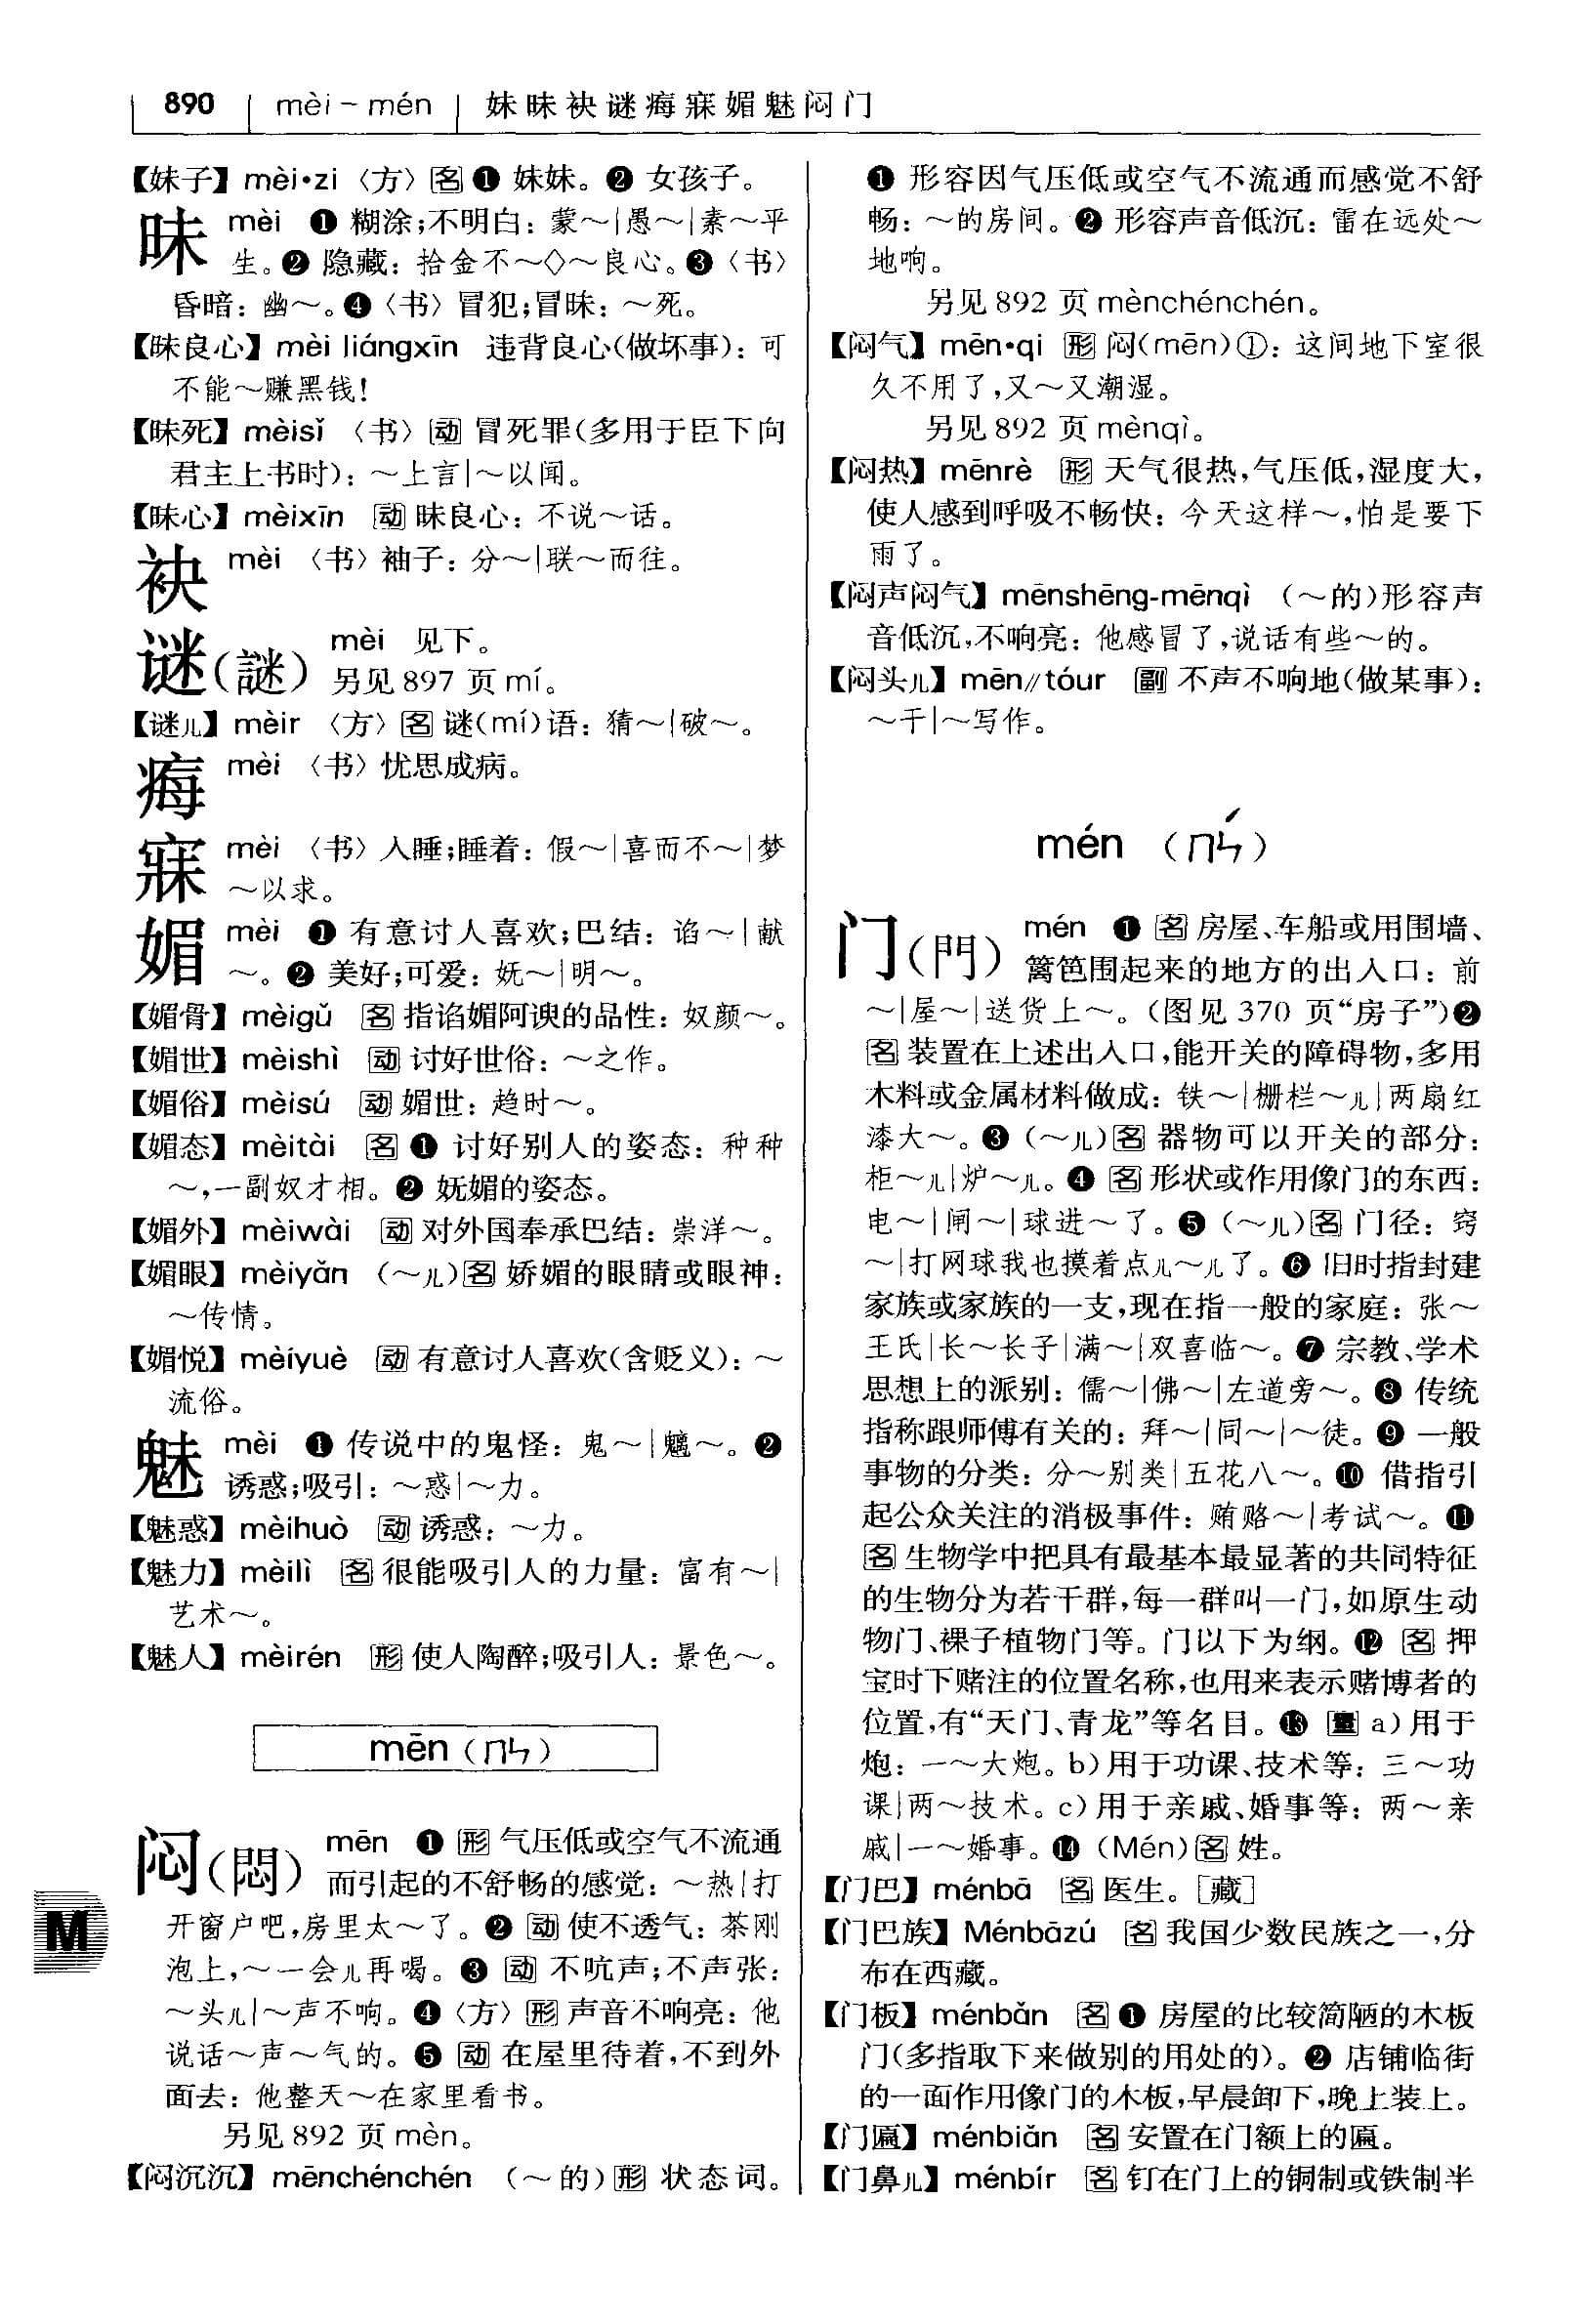 890 mèi－mén 妹昧袂谜痗寐媚魅闷门
【妹子】mèi•zi 〈方〉名❶ 妹妹。❷ 女孩子。
昧 mèi ❶ 糊涂;不明白：蒙～|愚～|素～平
生。❷ 隐藏：拾金不～◇～良心。❸〈书〉
昏暗：幽～。❹〈书〉冒犯;冒昧：～死。
【昧良心】mèi liángxīn 违背良心(做坏事)：可
不能～赚黑钱!
【昧死】mèisǐ 〈书〉动 冒死罪(多用于臣下向
君主上书时)：～上言|～以闻。
【昧心】mèixīn 动 昧良心：不说～话。
袂 mèi 〈书〉袖子：分～|联～而往。
谜(謎) mèi 见下。
另见 897 页 mí。
【谜儿】mèir 〈方〉名 谜(mí)语：猜～|破～。
痗 mèi 〈书〉忧思成病。
寐 mèi 〈书〉入睡;睡着：假～|喜而不～|梦
～以求。
媚 mèi ❶ 有意讨人喜欢;巴结：谄～|献
～。❷ 美好;可爱：妩～|明～。
【媚骨】mèigǔ 名 指谄媚阿谀的品性：奴颜～。
【媚世】mèishì 动 讨好世俗：～之作。
【媚俗】mèisú 动 媚世：趋时～。
【媚态】mèitài 名 ❶ 讨好别人的姿态：种种
～,一副奴才相。❷ 妩媚的姿态。
【媚外】mèiwài 动 对外国奉承巴结：崇洋～。
【媚眼】mèiyǎn (～儿)名 娇媚的眼睛或眼神：
～传情。
【媚悦】mèiyuè 动 有意讨人喜欢(含贬义)：～
流俗。
魅 mèi ❶ 传说中的鬼怪：鬼～|魑～。❷
诱惑;吸引：～惑|～力。
【魅惑】mèihuò 动 诱惑：～力。
【魅力】mèilì 名 很能吸引人的力量：富有～|
艺术～。
【魅人】mèirén 形 使人陶醉;吸引人：景色～。
mēn (ㄇㄣ)
闷(悶) mēn ❶ 形 气压低或空气不流通
而引起的不舒畅的感觉：～热|打
开窗户吧,房里太～了。❷ 动 使不透气：茶刚
泡上,～一会儿再喝。❸ 动 不吭声;不声张：
～头儿|～声不响。❹〈方〉形 声音不响亮：他
说话～声～气的。❺ 动 在屋里待着,不到外
面去：他整天～在家里看书。
另见 892 页 mèn。
【闷沉沉】mēnchénchén (～的)形 状态词。
❶ 形容因气压低或空气不流通而感觉不舒
畅：～的房间。❷ 形容声音低沉：雷在远处～
地响。
另见 892 页 mènchénchén。
【闷气】mēn•qi 形 闷(mēn)①：这间地下室很
久不用了,又～又潮湿。
另见 892 页 mènqì。
【闷热】mēnrè 形 天气很热,气压低,湿度大,
使人感到呼吸不畅快：今天这样～,怕是要下
雨了。
【闷声闷气】mēnshēng-mēnqì (～的)形容声
音低沉,不响亮：他感冒了,说话有些～的。
【闷头儿】mēn//tóur 副 不声不响地(做某事)：
～干|～写作。
mén (ㄇㄣˊ)
门(門) mén ❶ 名 房屋、车船或用围墙、
篱笆围起来的地方的出入口：前
～|屋～|送货上～。(图见 370 页“房子”)❷
名 装置在上述出入口,能开关的障碍物,多用
木料或金属材料做成：铁～|栅栏～儿|两扇红
漆大～。❸ (～儿)名 器物可以开关的部分：
柜～儿|炉～儿。❹ 名 形状或作用像门的东西：
电～|闸～|球进～了。❺ (～儿)名 门径：窍
～|打网球我也摸着点儿～儿了。❻ 旧时指封建
家族或家族的一支,现在指一般的家庭：张～
王氏|长～长子|满～|双喜临～。❼ 宗教、学术
思想上的派别：儒～|佛～|左道旁～。❽ 传统
指称跟师傅有关的：拜～|同～|～徒。❾ 一般
事物的分类：分～别类|五花八～。❿ 借指引
起公众关注的消极事件：贿赂～|考试～。⓫
名 生物学中把具有最基本最显著的共同特征
的生物分为若干群,每一群叫一门,如原生动
物门、裸子植物门等。门以下为纲。⓬ 名 押
宝时下赌注的位置名称,也用来表示赌博者的
位置,有“天门、青龙”等名目。⓭ 量 a)用于
炮：一～大炮。b)用于功课、技术等：三～功
课|两～技术。c)用于亲戚、婚事等：两～亲
戚|一～婚事。⓮ (Mén)名 姓。
【门巴】ménbā 名 医生。[藏]
【门巴族】Ménbāzú 名 我国少数民族之一,分
布在西藏。
【门板】ménbǎn 名 ❶ 房屋的比较简陋的木板
门(多指取下来做别的用处的)。❷ 店铺临街
的一面作用像门的木板,早晨卸下,晚上装上。
【门匾】ménbiǎn 名 安置在门额上的匾。
【门鼻儿】ménbír 名 钉在门上的铜制或铁制半
M